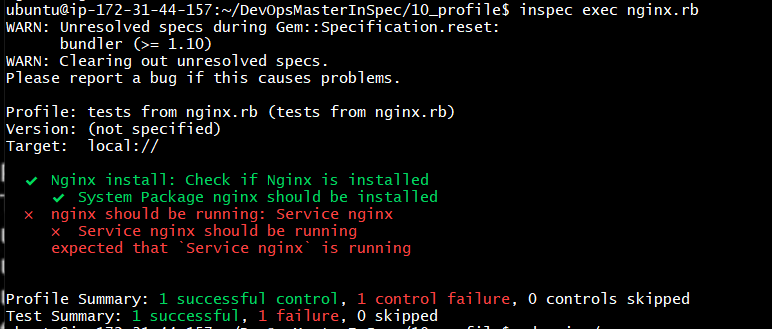 ubuntu@ip-172-31-44-157:~/DevOpsMasterInSpec/10_profile$ inspec exec nginx.rb
WARN: Unresolved specs during Gem::Specification.reset:
      bundler (>= 1.10)
WARN: Clearing out unresolved specs.
Please report a bug if this causes problems.
Profile: tests from nginx.rb (tests from nginx.rb)
Version: (not specified)
Target:  local://
✔  Nginx install: Check if Nginx is installed
✔  System Package nginx should be installed
×  nginx should be running: Service nginx
×  Service nginx should be running
expected that `Service nginx` is running
Profile Summary: 1 successful control, 1 control failure, 0 controls skipped
Test Summary: 1 successful, 1 failure, 0 skipped